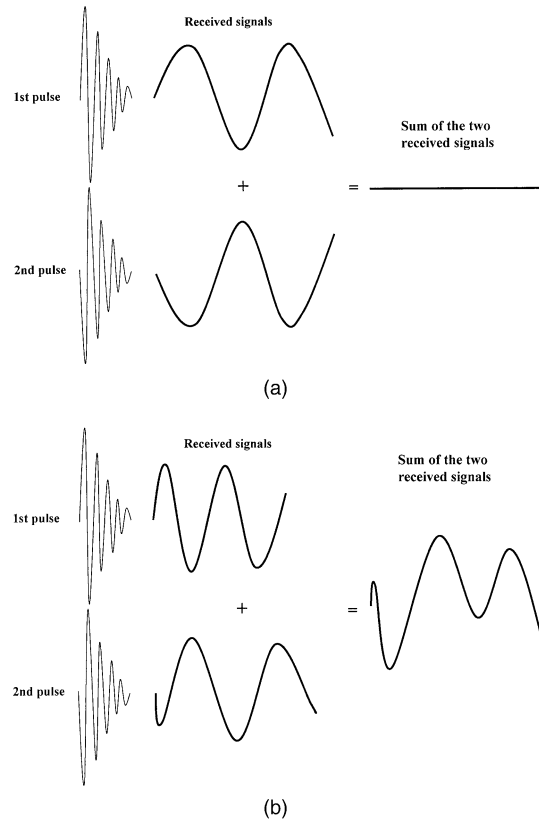 Received signals
1st pulse
Sum of the two
received signals
+
=
2nd pulse
(a)
Received signals
Sum of the two
received signals
1st pulse
+
=
2nd pulse
(b)